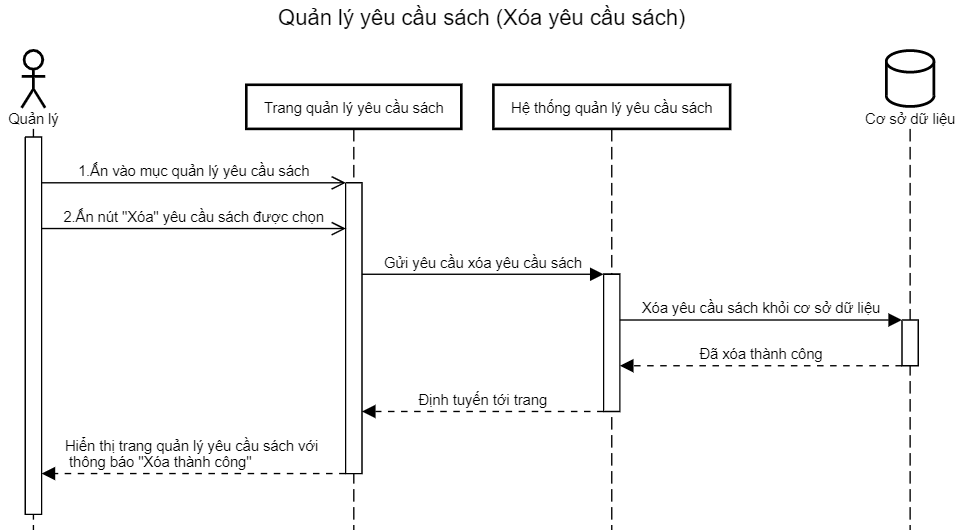 Quản lý yêu cầu sách (Xóa yêu cầu sách)
Quản lý
Trang quản lý yêu cầu sách
Hệ thống quản lý yêu cầu sách
Cơ sở dữ liệu
1.Ấn vào mục quản lý yêu cầu sách
2.Ấn nút "Xóa" yêu cầu sách được chọn
Gửi yêu cầu xóa yêu cầu sách
Xóa yêu cầu sách khỏi cơ sở dữ liệu
Đã xóa thành công
Định tuyến tới trang
Hiển thị trang quản lý yêu cầu sách với
thông báo "Xóa thành công"